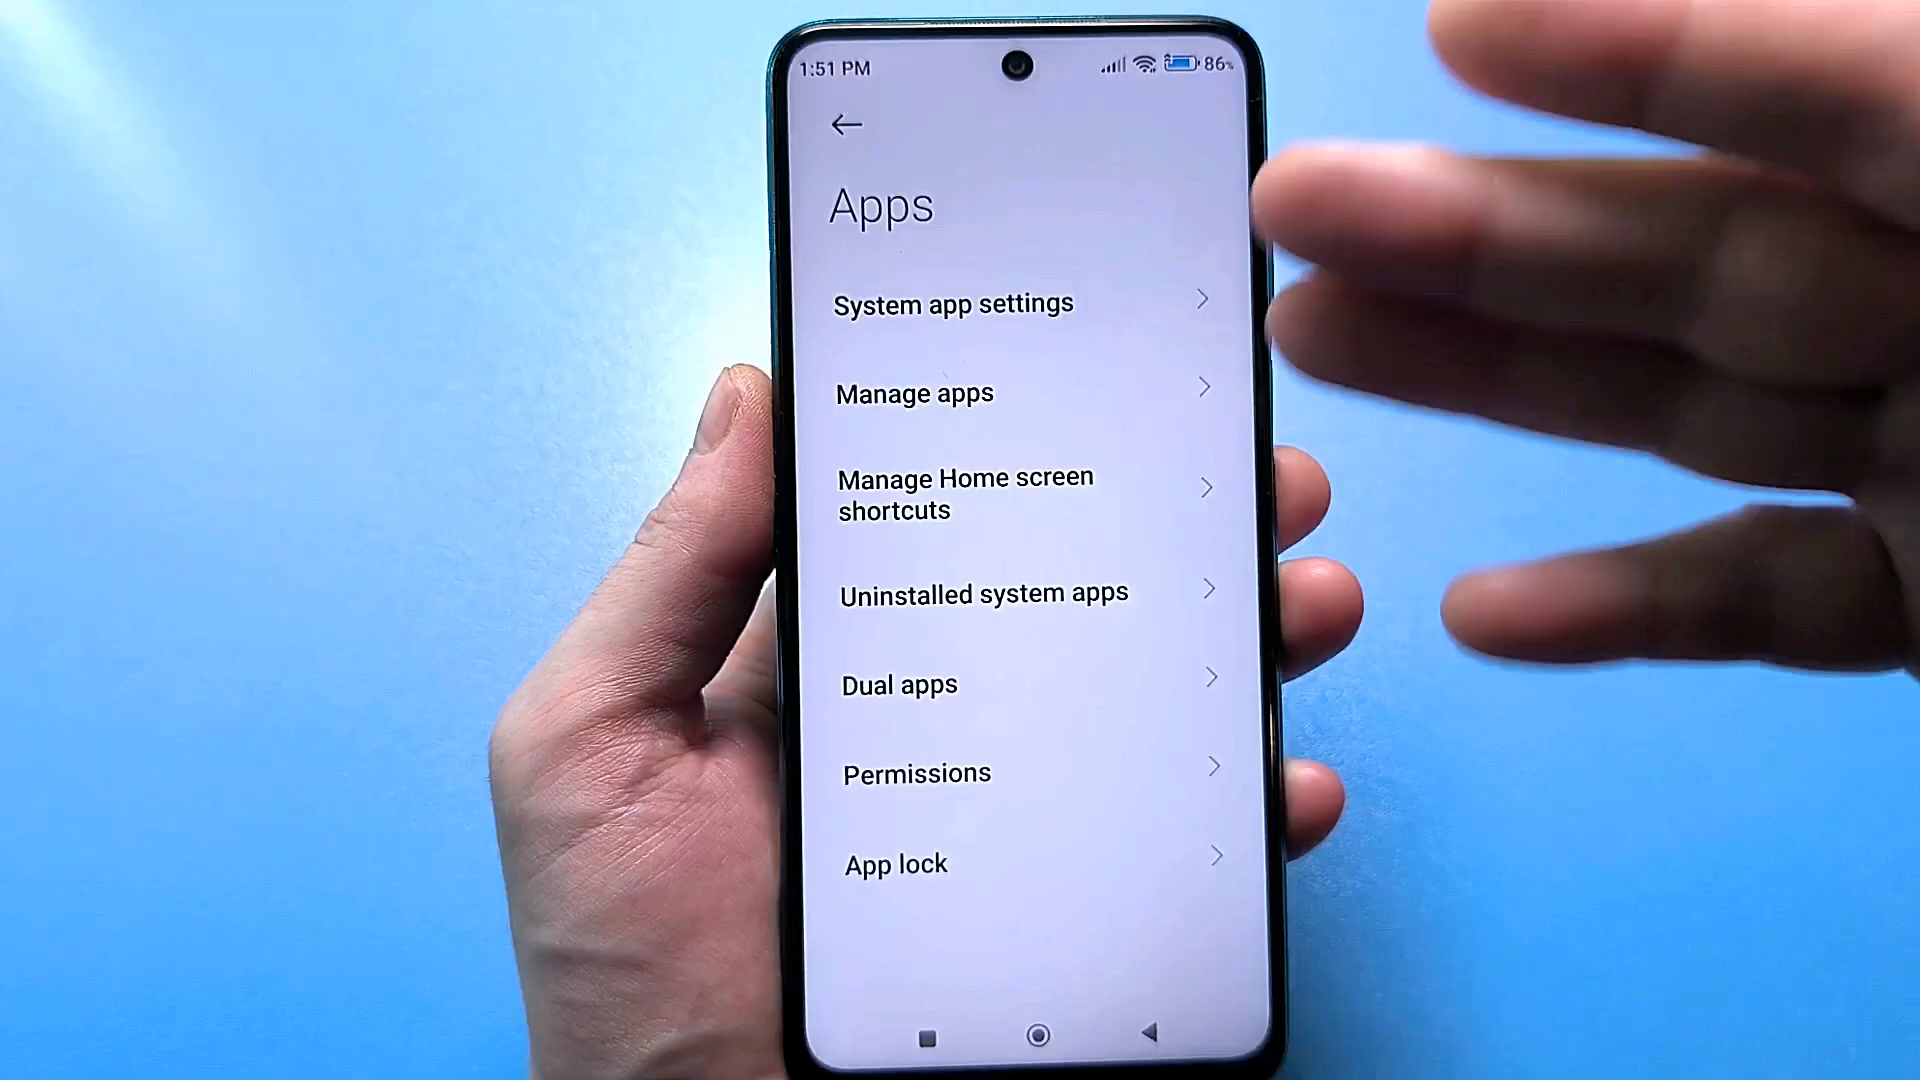 1:51 PM
86%
Apps
System app settings
Manage apps
Manage Home screen
shortcuts
Uninstalled system apps
Dual apps
Permissions
App lock